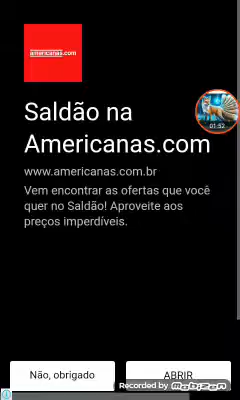 americanas.com
Saldão na
Americanas.com
01:52
www.americanas.com.br
Vem encontrar as ofertas que você
quer no Saldão! Aproveite aos
preços imperdíveis.
Não, obrigado
ABRIR
Recorded by Mobizen